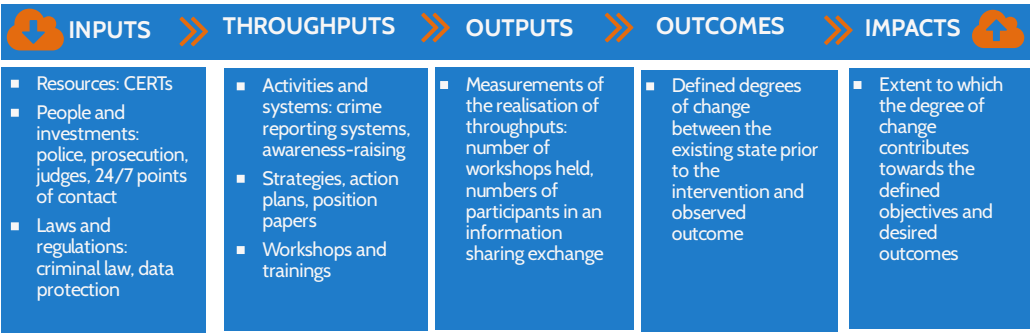 INPUTS
THROUGHPUTS
OUTPUTS
OUTCOMES
IMPACTS
Resources: CERTs
People and
investments:
police, prosecution,
judges, 24/7 points
of contact
Laws and
regulations:
criminal law, data
protection
Activities and
systems: crime
reporting systems,
awareness-raising
Strategies, action
plans, position
papers
Workshops and
trainings
Measurements of
the realisation of
throughputs:
number of
workshops held,
numbers of
participants in an
information
sharing exchange
Defined degrees
of change
between the
existing state prior
to the
intervention and
observed
outcome
Extent to which
the degree of
change
contributes
towards the
defined
objectives and
desired
outcomes